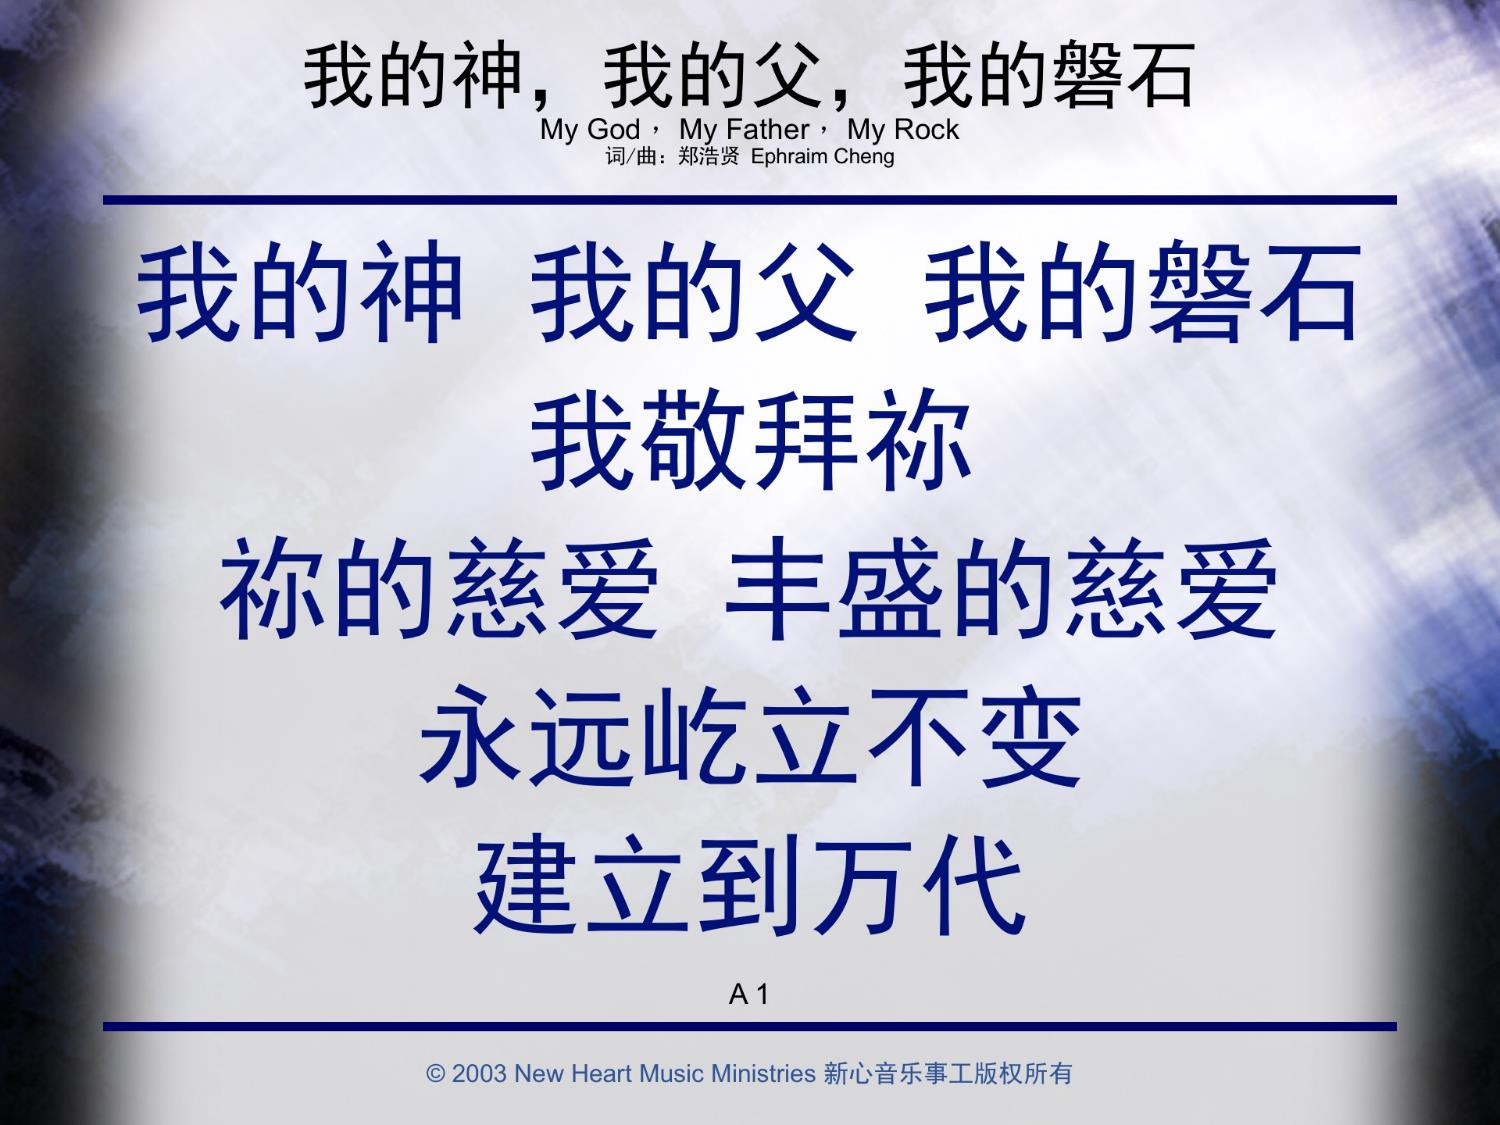 我的神，我的父，我的磐石
My God， My Father， My Rock
词/曲：郑浩贤 Ephraim Cheng
我的神 我的父 我的磐石
我敬拜祢
祢的慈爱 丰盛的慈爱
永远屹立不变
建立到万代
A 1
© 2003 New Heart Music Ministries 新心音乐事工版权所有